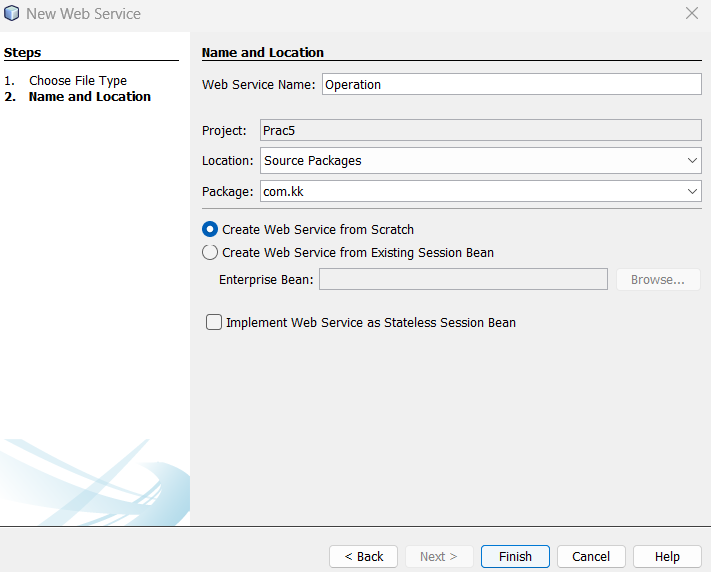 New Web Service
Steps
1. Choose File Type
2. Name and Location
Name and Location
Web Service Name: Operation
Project: Prac5
Location: Source Packages
Package: com.kk
Create Web Service from Scratch
Create Web Service from Existing Session Bean
Enterprise Bean: Browse...
Implement Web Service as Stateless Session Bean
< Back Next > Finish Cancel Help